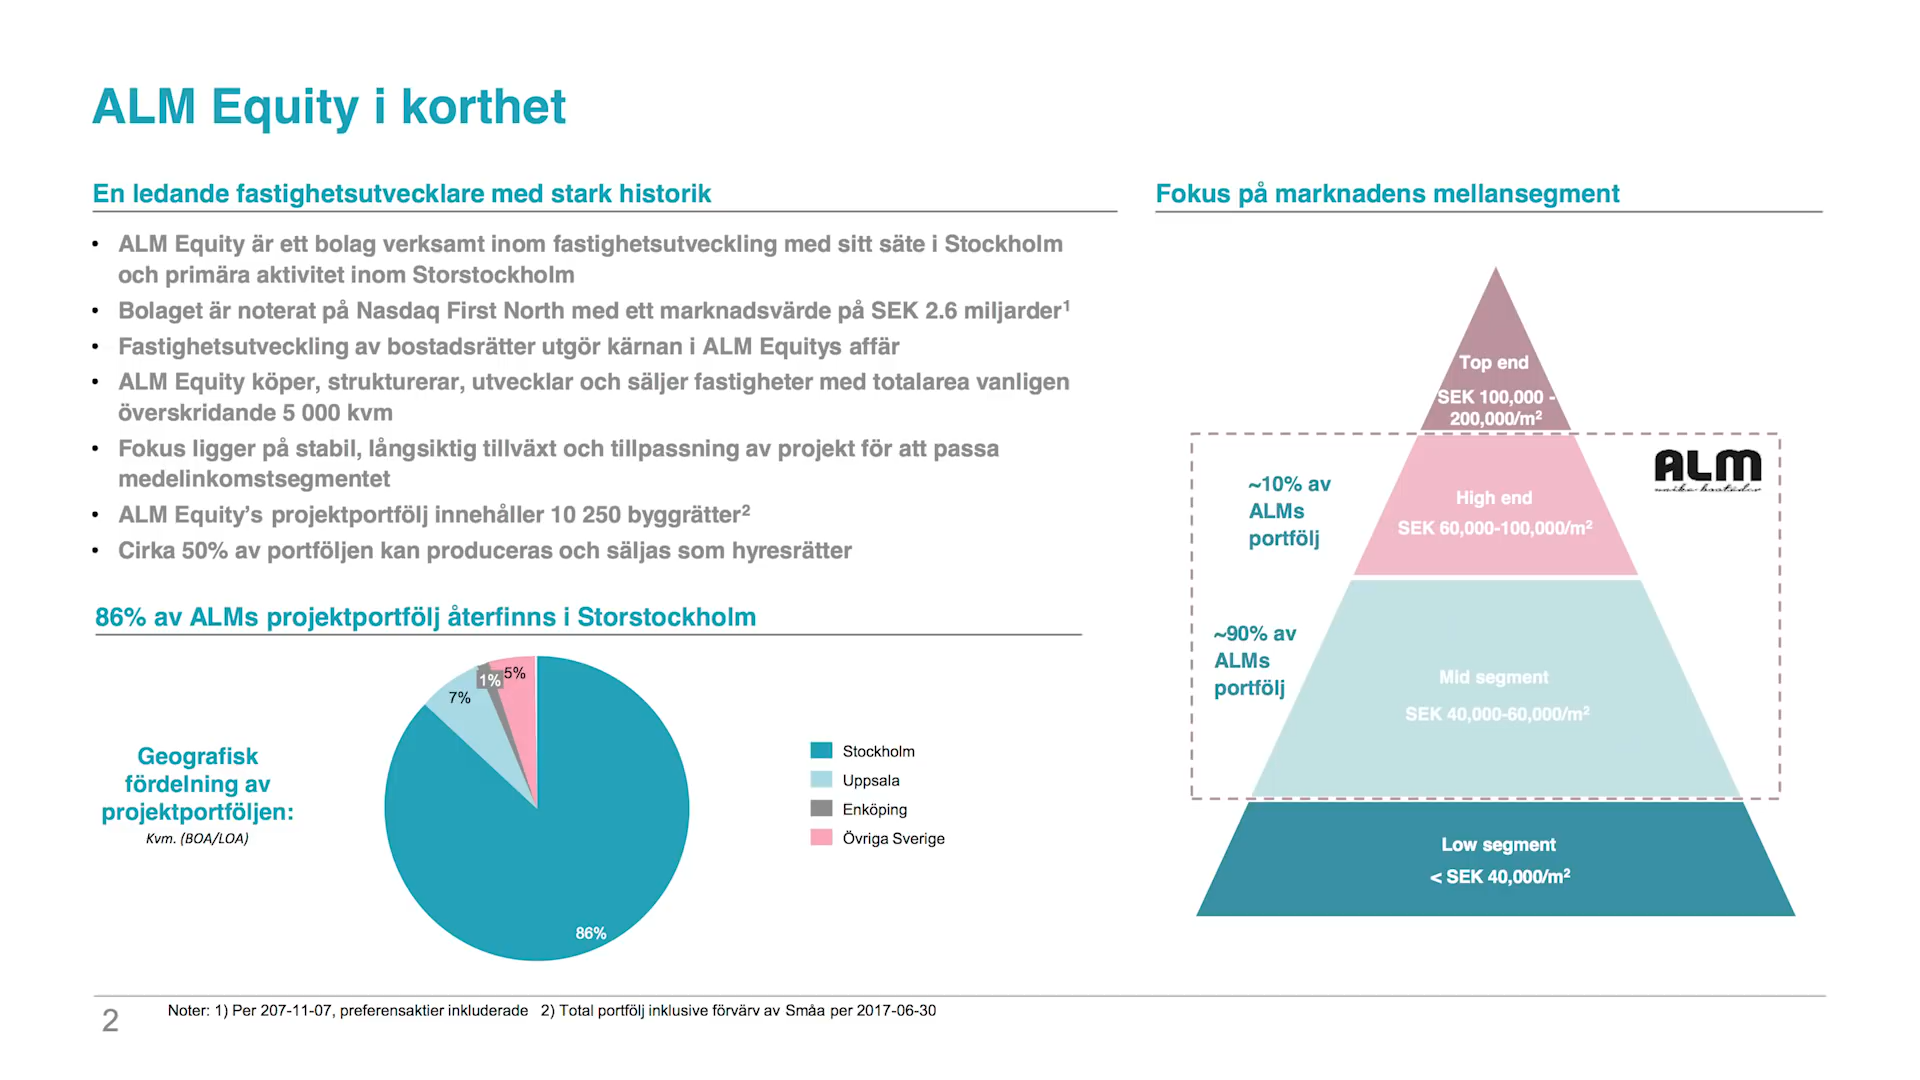 ALM Equity i korthet
En ledande fastighetsutvecklare med stark historik
• ALM Equity är ett bolag verksamt inom fastighetsutveckling med sitt säte i Stockholm
och primära aktivitet inom Storstockholm
• Bolaget är noterat på Nasdaq First North med ett marknadsvärde på SEK 2.6 miljarder¹
• Fastighetsutveckling av bostadsrätter utgör kärnan i ALM Equitys affär
• ALM Equity köper, strukturerar, utvecklar och säljer fastigheter med totalarea vanligen
överskridande 5 000 kvm
• Fokus ligger på stabil, långsiktig tillväxt och tillpassning av projekt för att passa
medelinkomstsegmentet
• ALM Equity’s projektportfölj innehåller 10 250 byggrätter²
• Cirka 50% av portföljen kan produceras och säljas som hyresrätter
86% av ALMs projektportfölj återfinns i Storstockholm
Geografisk
fördelning av
projektportföljen:
Kvm. (BOA/LOA)
7%
1%
5%
86%
Stockholm
Uppsala
Enköping
Övriga Sverige
Fokus på marknadens mellansegment
Top end
SEK 100,000 -
200,000/m²
~10% av
ALMs
portfölj
High end
SEK 60,000-100,000/m²
ALM
unika bostäder
~90% av
ALMs
portfölj
Mid segment
SEK 40,000-60,000/m²
Low segment
< SEK 40,000/m²
2
Noter: 1) Per 207-11-07, preferensaktier inkluderade 2) Total portfölj inklusive förvärv av Småa per 2017-06-30